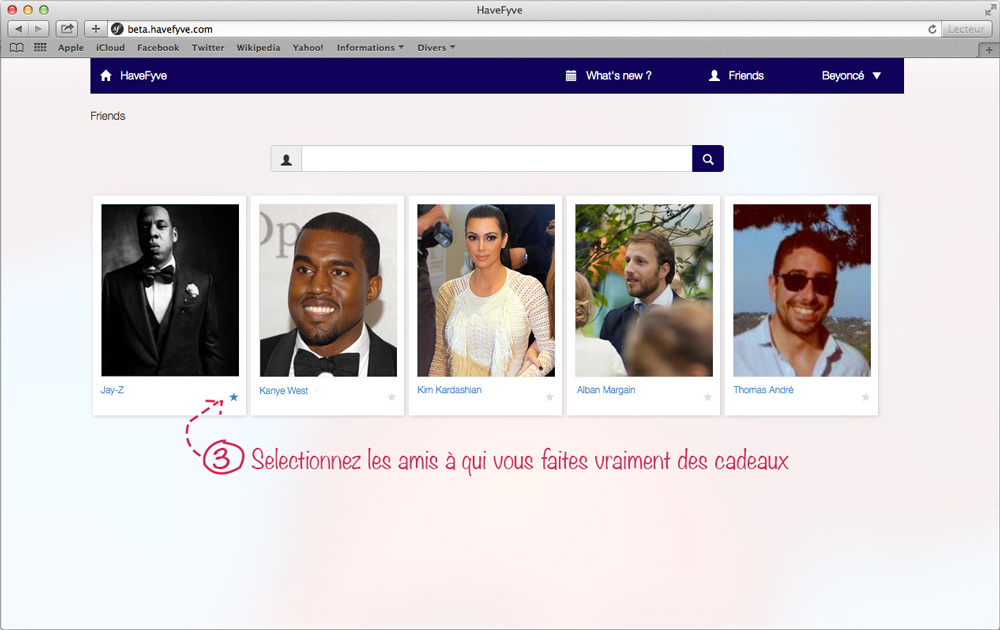 HaveFyve
beta.havefyve.com
Lecteur
Apple iCloud Facebook Twitter Wikipedia Yahoo! Informations Divers
HaveFyve What's new ? Friends Beyoncé
Friends
Jay-Z Kanye West Kim Kardashian Alban Margain Thomas André
3 Selectionnez les amis à qui vous faites vraiment des cadeaux